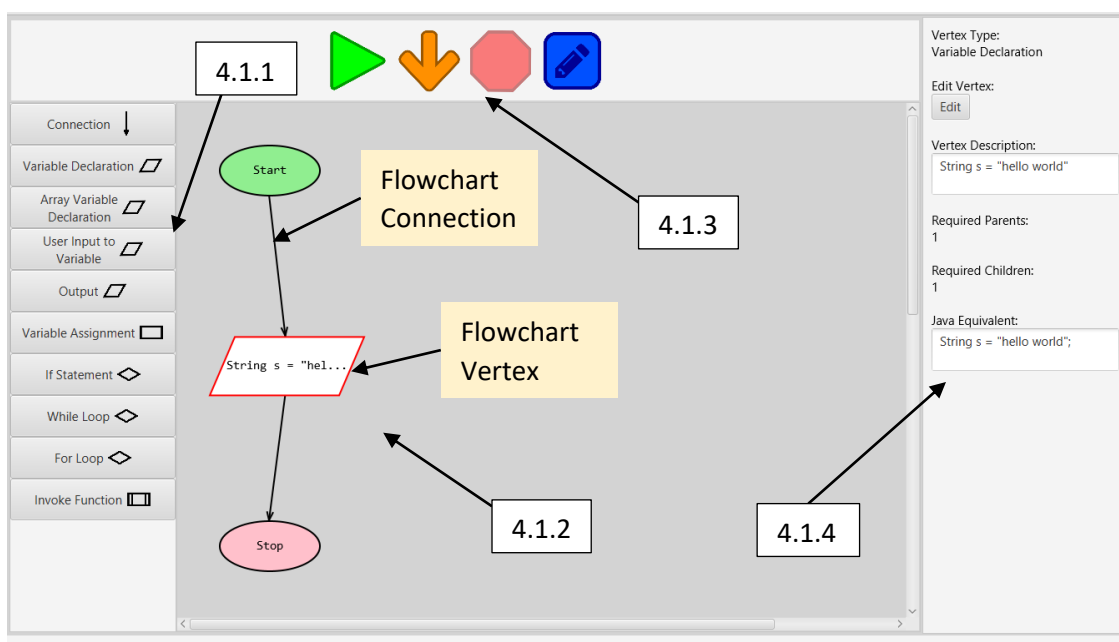 4.1.1
Connection
Variable Declaration
Array Variable
Declaration
User Input to
Variable
Output
Variable Assignment
If Statement
While Loop
For Loop
Invoke Function
Start
Flowchart
Connection
4.1.3
String s = "hel...
Flowchart
Vertex
Stop
4.1.2
4.1.4
Vertex Type:
Variable Declaration
Edit Vertex:
Edit
Vertex Description:
String s = "hello world"
Required Parents:
1
Required Children:
1
Java Equivalent:
String s = "hello world";